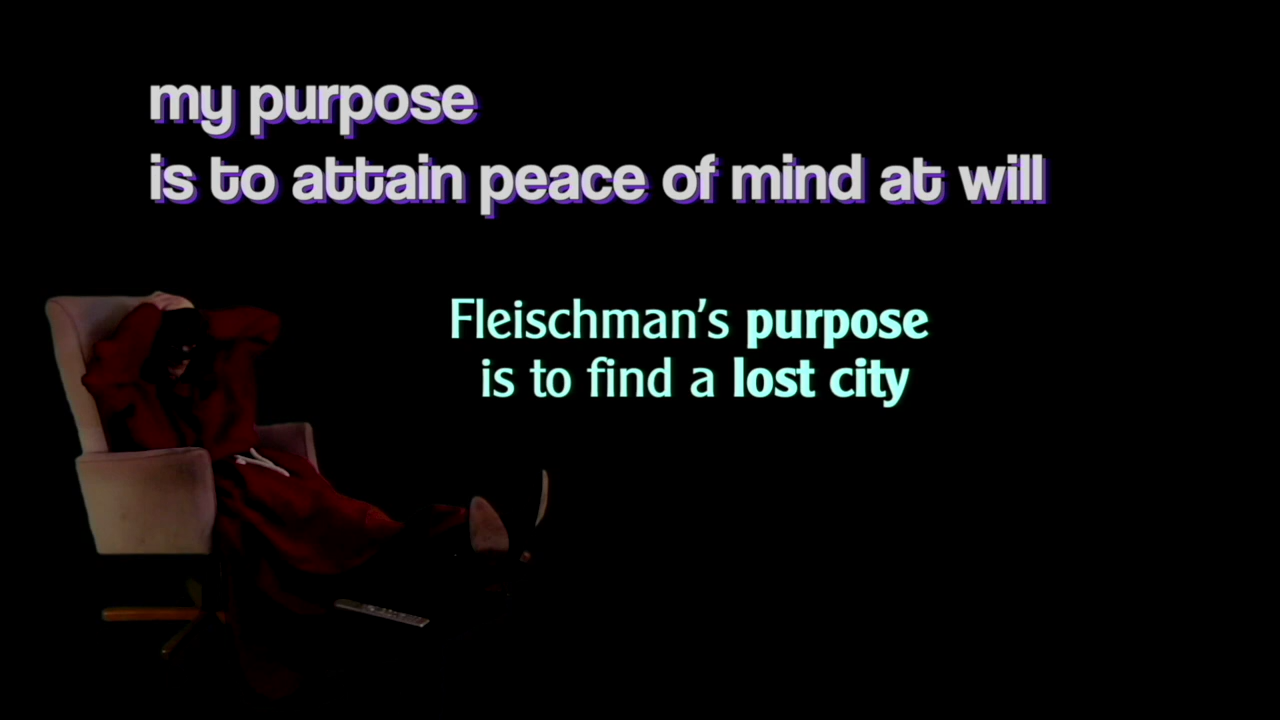 my purpose
is to attain peace of mind at will
Fleischman’s purpose
is to find a lost city